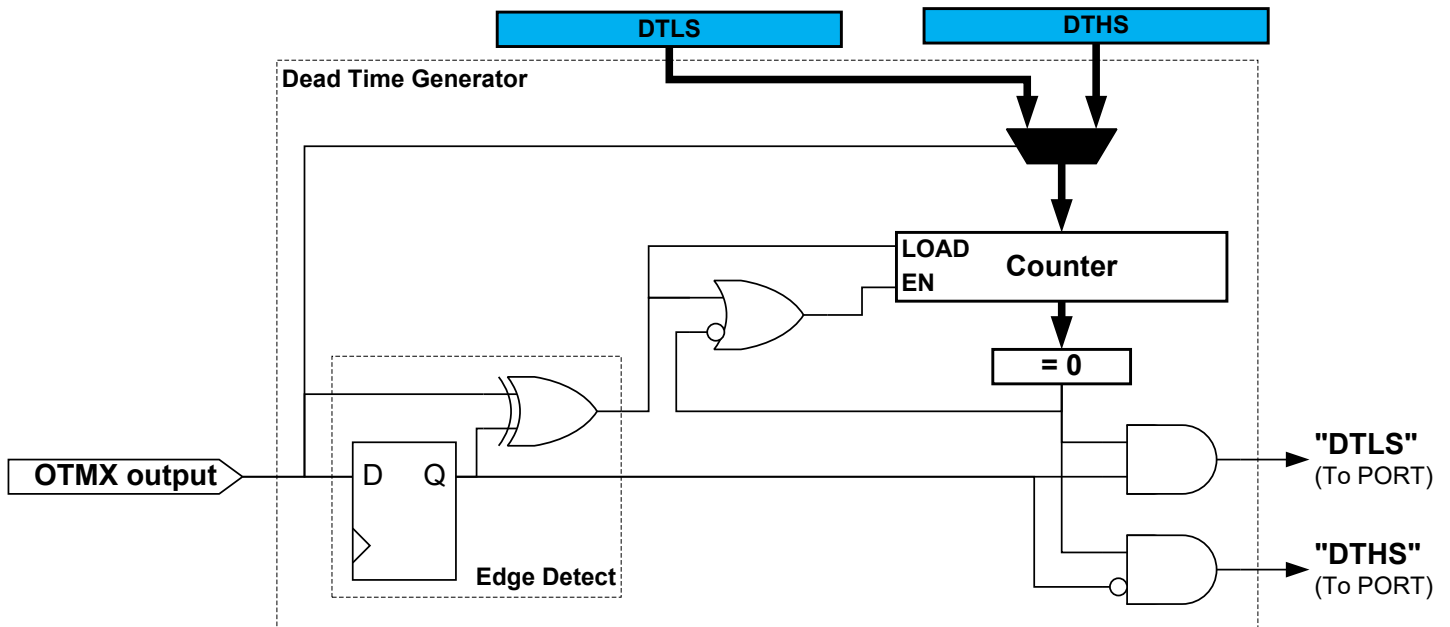 DTLS
DTHS
Dead Time Generator
LOAD
Counter
EN
= 0
OTMX output
D
Q
Edge Detect
"DTLS"
(To PORT)
"DTHS"
(To PORT)